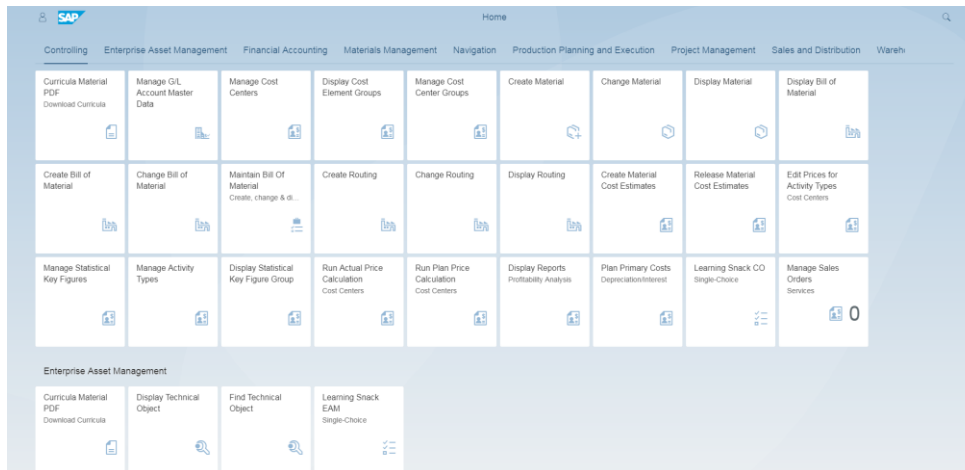 SAP
Home
Controlling Enterprise Asset Management Financial Accounting Materials Management Navigation Production Planning and Execution Project Management Sales and Distribution Wareh
Curricula Material
PDF
Download Curricula
Manage G/L
Account Master
Data
Manage Cost
Centers
Display Cost
Element Groups
Manage Cost
Center Groups
Create Material
Change Material
Display Material
Display Bill of
Material
Create Bill of
Material
Change Bill of
Material
Maintain Bill Of
Material
Create, change & di...
Create Routing
Change Routing
Display Routing
Create Material
Cost Estimates
Release Material
Cost Estimates
Edit Prices for
Activity Types
Cost Centers
Manage Statistical
Key Figures
Manage Activity
Types
Display Statistical
Key Figure Group
Run Actual Price
Calculation
Cost Centers
Run Plan Price
Calculation
Cost Centers
Display Reports
Profitability Analysis
Plan Primary Costs
Depreciation/Interest
Learning Snack CO
Single-Choice
Manage Sales
Orders
Services
0
Enterprise Asset Management
Curricula Material
PDF
Download Curricula
Display Technical
Object
Find Technical
Object
Learning Snack
EAM
Single-Choice